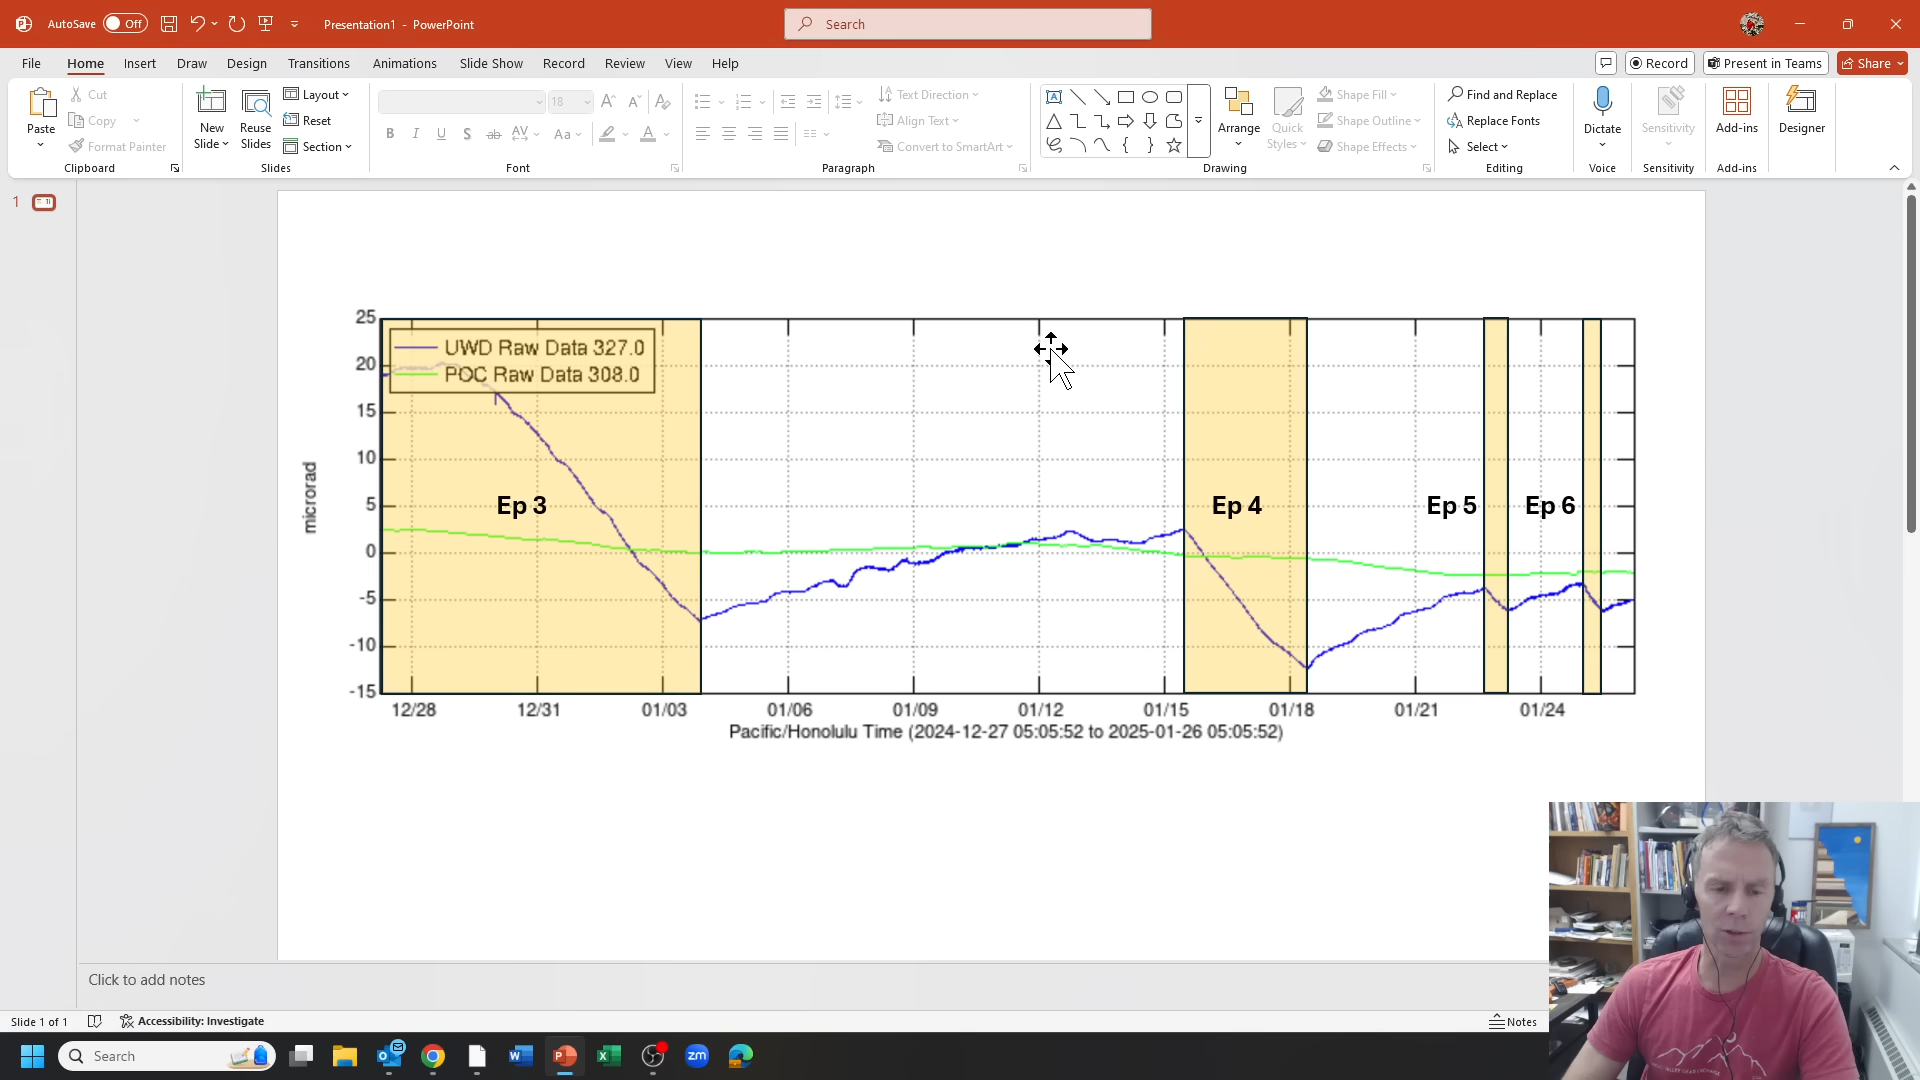 AutoSave Off
Presentation1 - PowerPoint
Search
File Home Insert Draw Design Transitions Animations Slide Show Record Review View Help
Record Present in Teams Share
Paste
Cut
Copy
Format Painter
Clipboard
New Slide
Reuse Slides
Layout
Reset
Section
Slides
18
Font
Paragraph
Text Direction
Align Text
Convert to SmartArt
Arrange
Quick Styles
Shape Fill
Shape Outline
Shape Effects
Drawing
Find and Replace
Replace Fonts
Select
Editing
Dictate
Voice
Sensitivity
Sensitivity
Add-ins
Add-ins
Designer
1
25
20
15
10
5
0
-5
-10
-15
microrad
UWD Raw Data 327.0
POC Raw Data 308.0
Ep 3
Ep 4
Ep 5
Ep 6
12/28 12/31 01/03 01/06 01/09 01/12 01/15 01/18 01/21 01/24
Pacific/Honolulu Time (2024-12-27 05:05:52 to 2025-01-26 05:05:52)
Click to add notes
Slide 1 of 1
Accessibility: Investigate
Notes
Search
zm